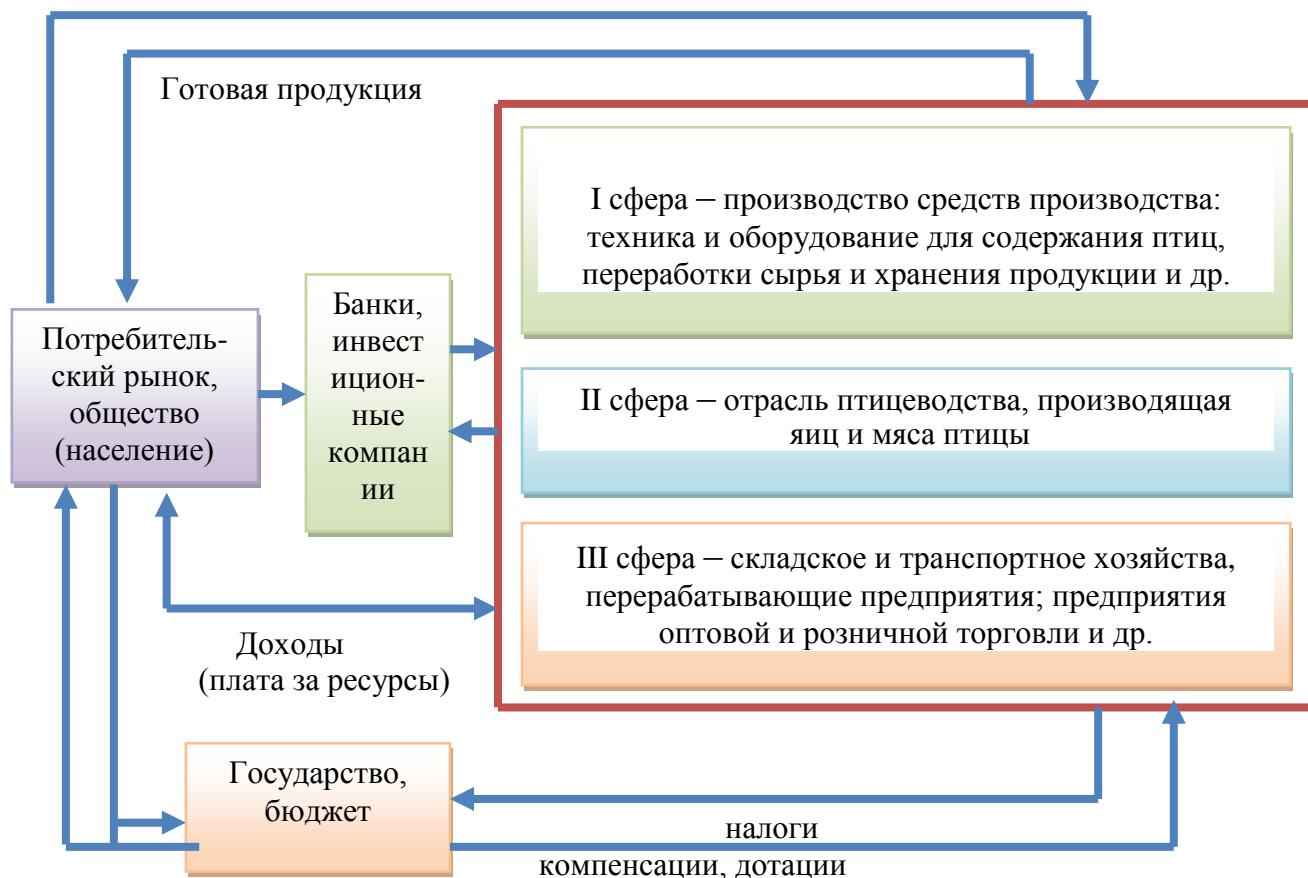 Готовая продукция
I сфера – производство средств производства:
техника и оборудование для содержания птиц,
переработки сырья и хранения продукции и др.
Банки,
инвест
ицион-
ные
компан
ии
Потребитель-
ский рынок,
общество
(население)
II сфера – отрасль птицеводства, производящая
яиц и мяса птицы
III сфера – складское и транспортное хозяйства,
перерабатывающие предприятия; предприятия
оптовой и розничной торговли и др.
Доходы
(плата за ресурсы)
Государство,
бюджет
налоги
компенсации, дотации